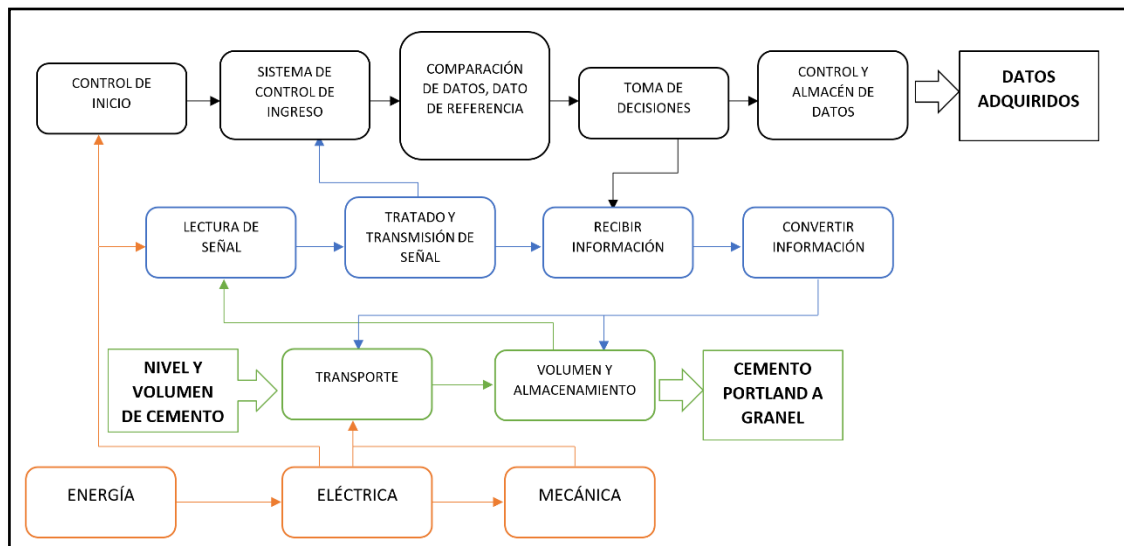 CONTROL DE
INICIO
SISTEMA DE
CONTROL DE
INGRESO
COMPARACIÓN
DE DATOS, DATO
DE REFERENCIA
TOMA DE
DECISIONES
CONTROL Y
ALMACÉN DE
DATOS
DATOS
ADQUIRIDOS
LECTURA DE
SEÑAL
TRATADO Y
TRANSMISIÓN DE
SEÑAL
RECIBIR
INFORMACIÓN
CONVERTIR
INFORMACIÓN
NIVEL Y
VOLUMEN
DE CEMENTO
TRANSPORTE
VOLUMEN Y
ALMACENAMIENTO
CEMENTO
PORTLAND A
GRANEL
ENERGÍA
ELÉCTRICA
MECÁNICA